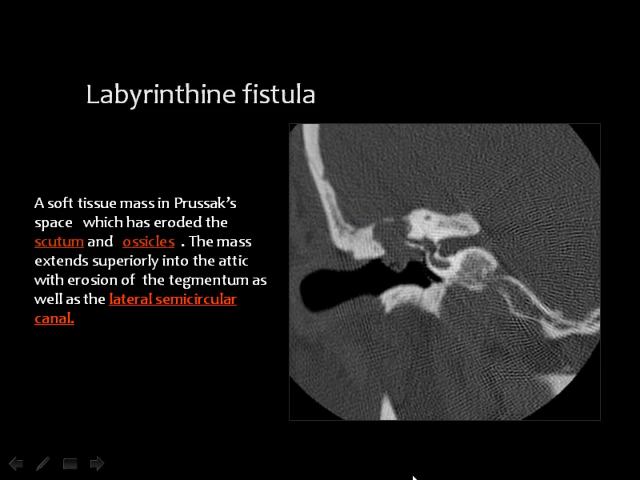 Labyrinthine fistula
A soft tissue mass in Prussak’s
space which has eroded the
scutum and ossicles . The mass
extends superiorly into the attic
with erosion of the tegmentum as
well as the lateral semicircular
canal.